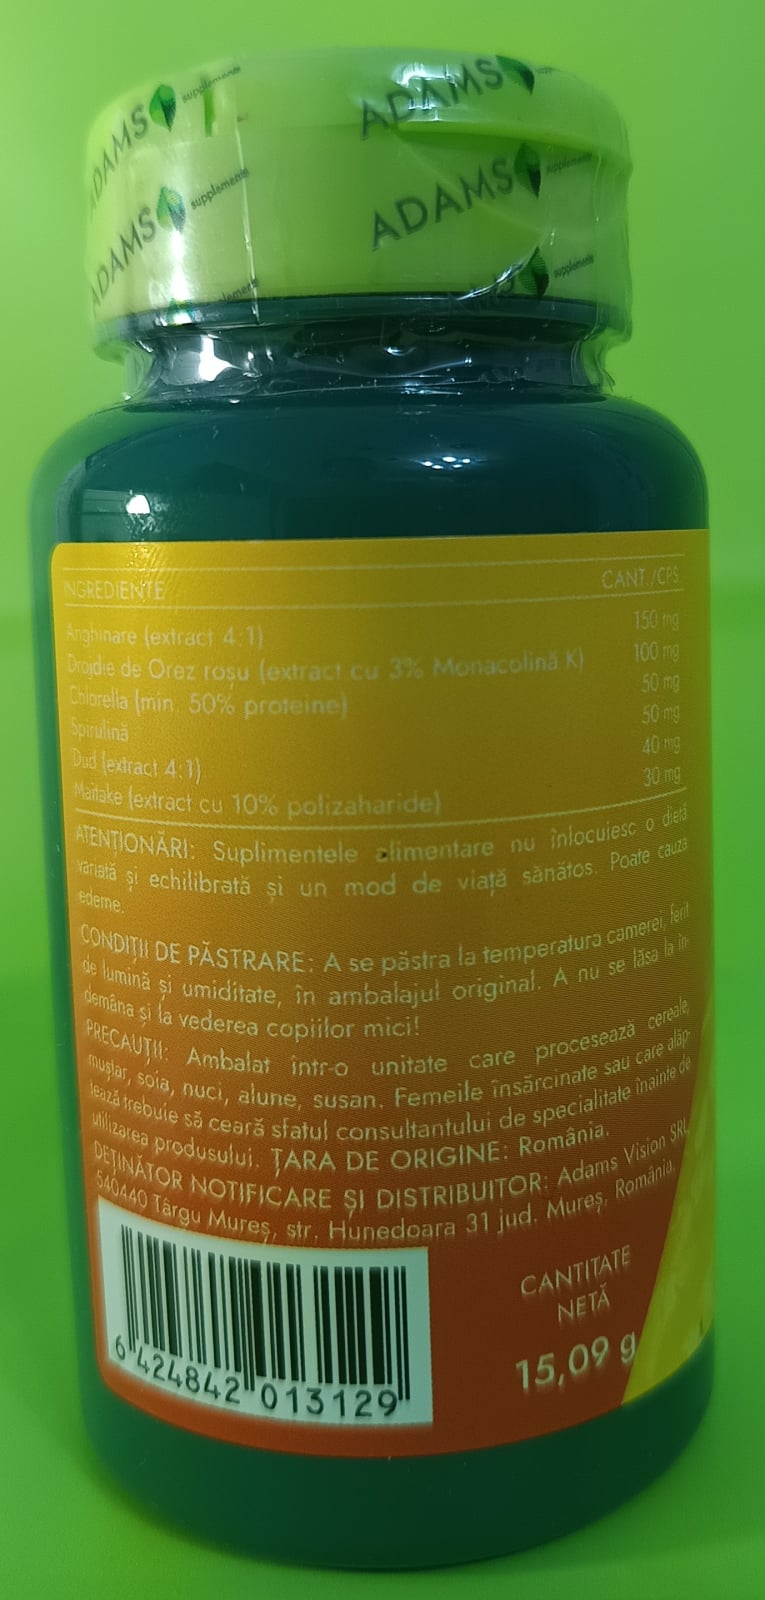 ADAMS supplements
ADAMS
ADAMS supplements
ADAMS supplements
supplements
supplements
INGREDIENTE CANT./CPS.
Anghinare (extract 4:1) 150 mg
Drojdie de Orez roșu (extract cu 3% Monacolină K) 100 mg
Chlorella (min. 50% proteine) 50 mg
Spirulină 50 mg
Dud (extract 4:1) 40 mg
Maitake (extract cu 10% polizaharide) 30 mg
ATENȚIONĂRI: Suplimentele alimentare nu înlocuiesc o dietă
variată și echilibrată și un mod de viață sănătos. Poate cauza
edeme.
CONDIȚII DE PĂSTRARE: A se păstra la temperatura camerei, ferit
de lumină și umiditate, în ambalajul original. A nu se lăsa la în-
demâna și la vederea copiilor mici!
PRECAUȚII: Ambalat într-o unitate care procesează cereale,
muștar, soia, nuci, alune, susan. Femeile însărcinate sau care alăp-
tează trebuie să ceară sfatul consultantului de specialitate înainte de
utilizarea produsului. ȚARA DE ORIGINE: România.
DEȚINĂTOR NOTIFICARE ȘI DISTRIBUITOR: Adams Vision SRL,
540440 Târgu Mureș, str. Hunedoara 31 jud. Mureș, România.
CANTITATE
NETĂ
15,09 g
6 424842 013129